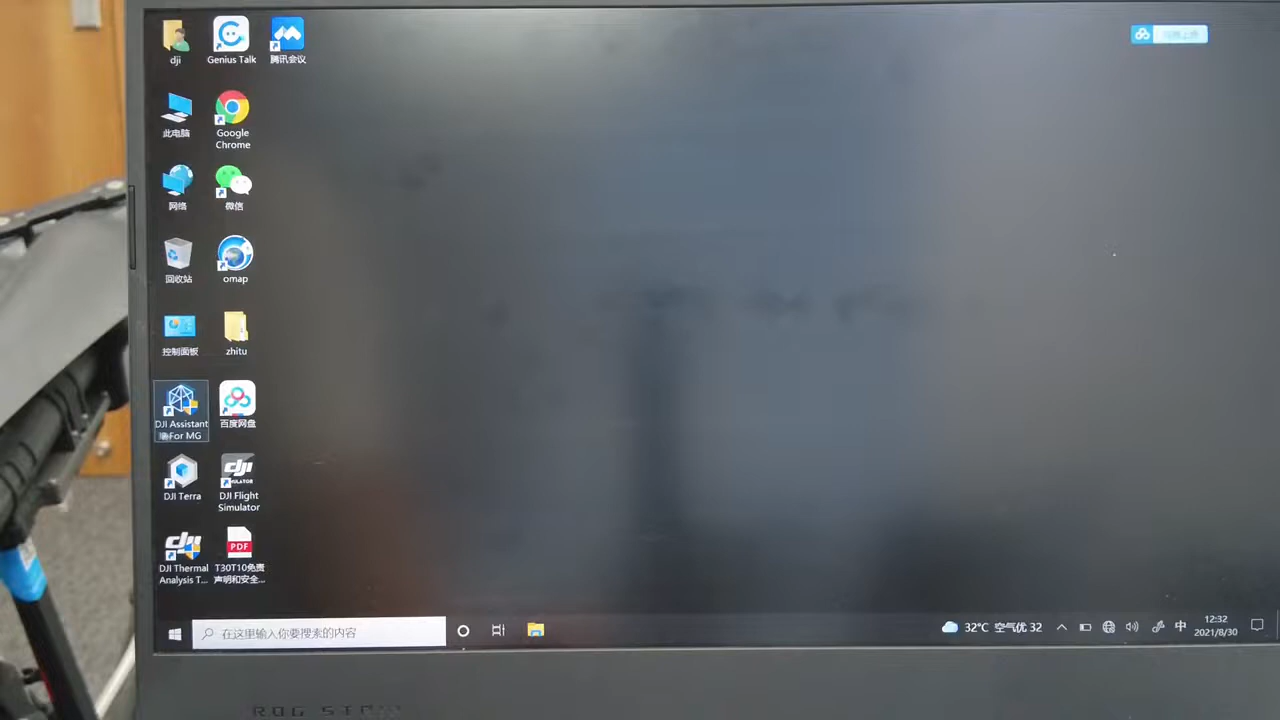 dji
Genius Talk
腾讯会议
此电脑
Google
Chrome
网络
微信
回收站
omap
控制面板
zhitu
DJI Assistant
For MG
百度网盘
DJI Terra
dji
DJI Flight
Simulator
dji
DJI Thermal
Analysis T...
PDF
T30T10免责
声明和安全...
在这里输入你要搜索的内容
32°C 空气优 32
中
12:32
2021/8/30
ROG